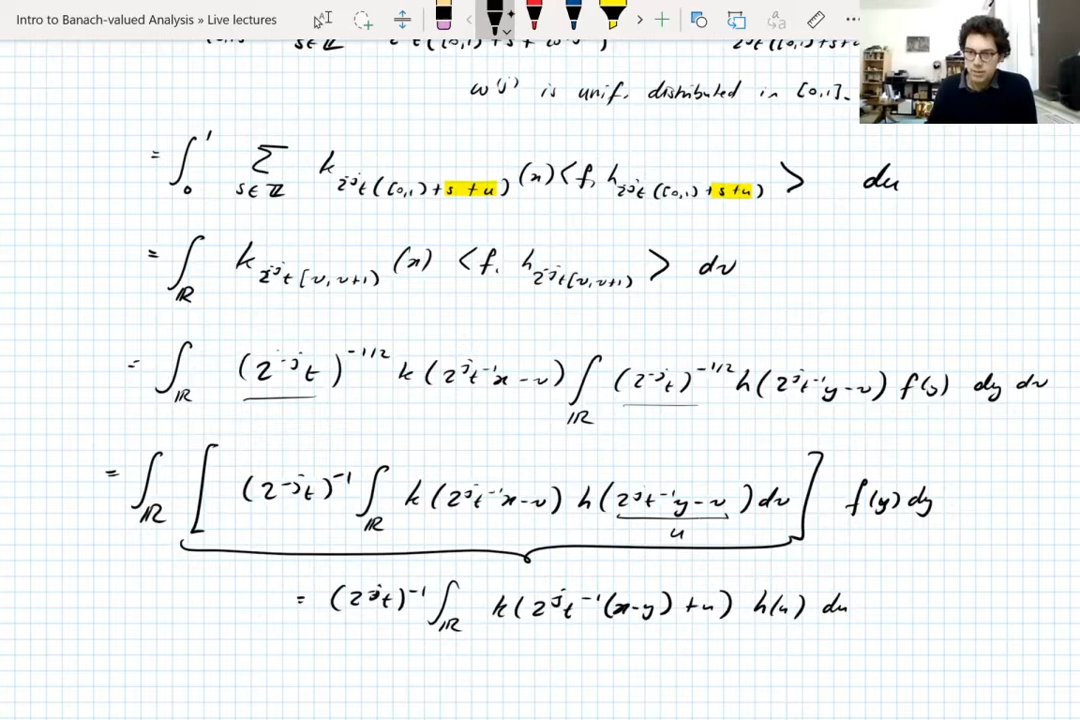 Intro to Banach-valued Analysis » Live lectures
ω(j) is unif. distributed in [0,1].
= ∫₀¹ Σ_{s∈ℤ} k_{2^{-j}t([0,1)+s+u)}(x) <f, h_{2^{-j}t([0,1)+s+u)}> du
= ∫_ℝ k_{2^{-j}t[v,v+1)}(x) <f, h_{2^{-j}t[v,v+1)}> dv
= ∫_ℝ (2^{-j}t)^{-1/2} k(2^j t^{-1}x-v) ∫_ℝ (2^{-j}t)^{-1/2} h(2^j t^{-1}y-v) f(y) dy dv
= ∫_ℝ [ (2^{-j}t)^{-1} ∫_ℝ k(2^j t^{-1}x-v) h(2^j t^{-1}y-v) dv ] f(y) dy
u
= (2^{-j}t)^{-1} ∫_ℝ k(2^j t^{-1}(x-y)+u) h(u) du